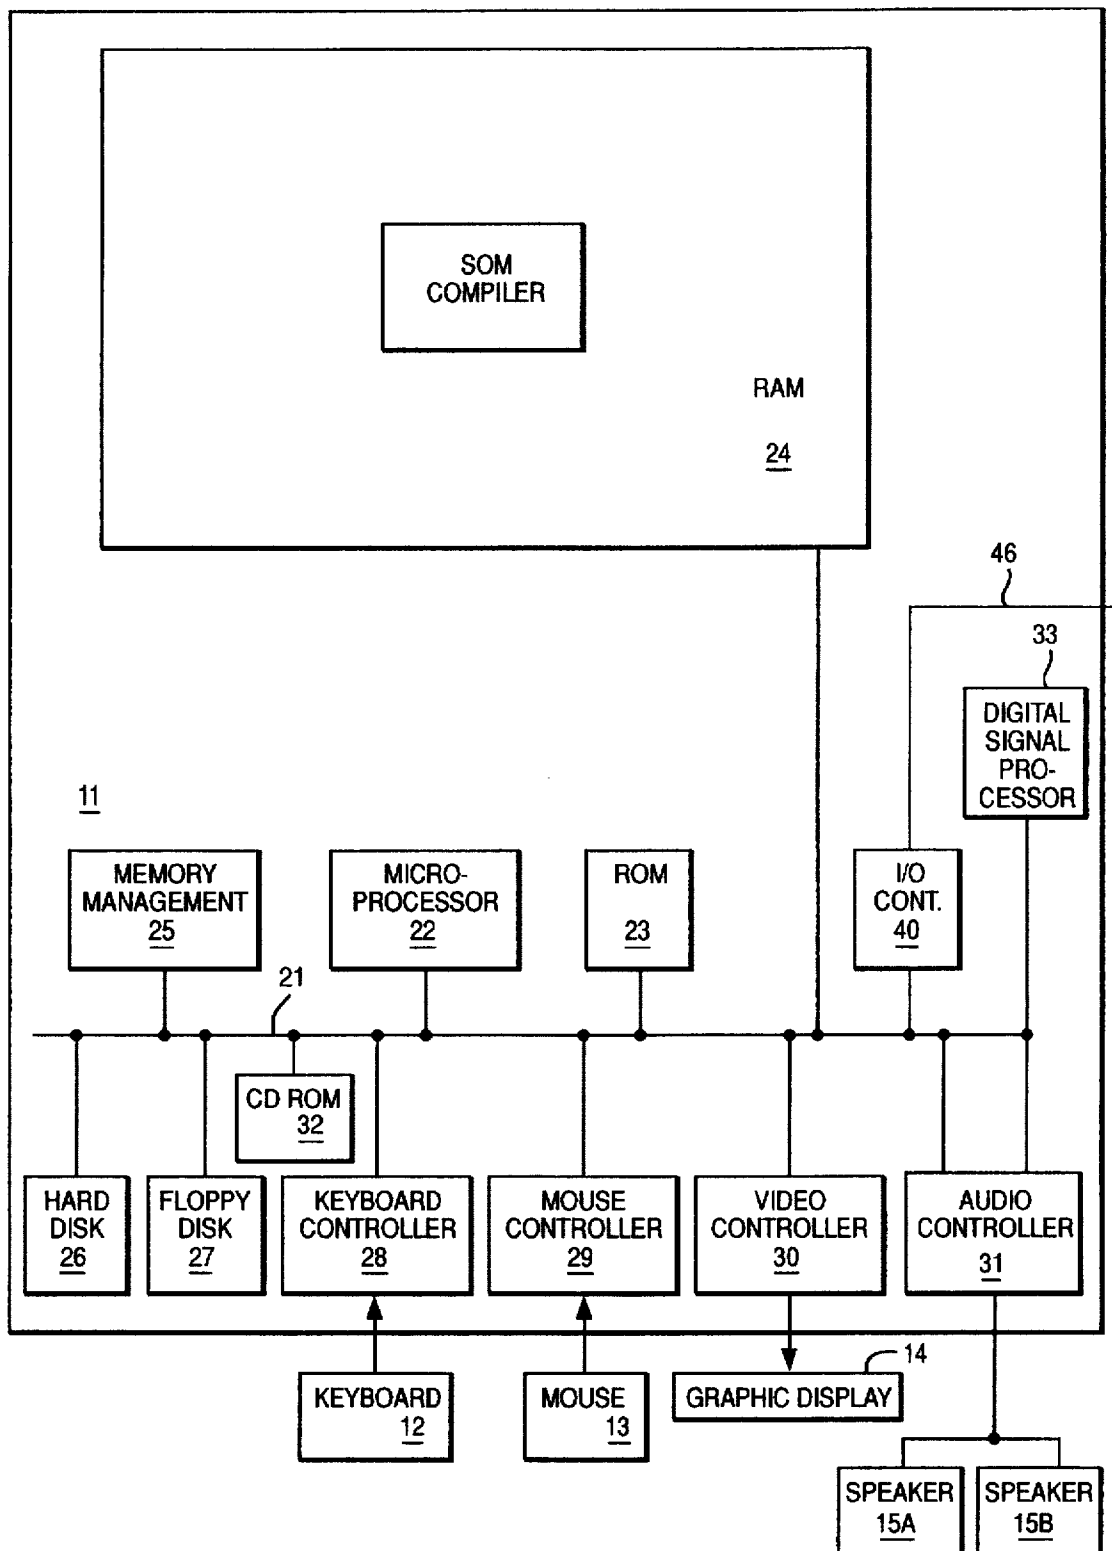 SOM
COMPILER
RAM
24
46
33
DIGITAL
SIGNAL
PRO-
CESSOR
11
MEMORY
MANAGEMENT
25
MICRO-
PROCESSOR
22
ROM
23
I/O
CONT.
40
21
CD ROM
32
HARD
DISK
26
FLOPPY
DISK
27
KEYBOARD
CONTROLLER
28
MOUSE
CONTROLLER
29
VIDEO
CONTROLLER
30
AUDIO
CONTROLLER
31
KEYBOARD
12
MOUSE
13
14
GRAPHIC DISPLAY
SPEAKER
15A
SPEAKER
15B